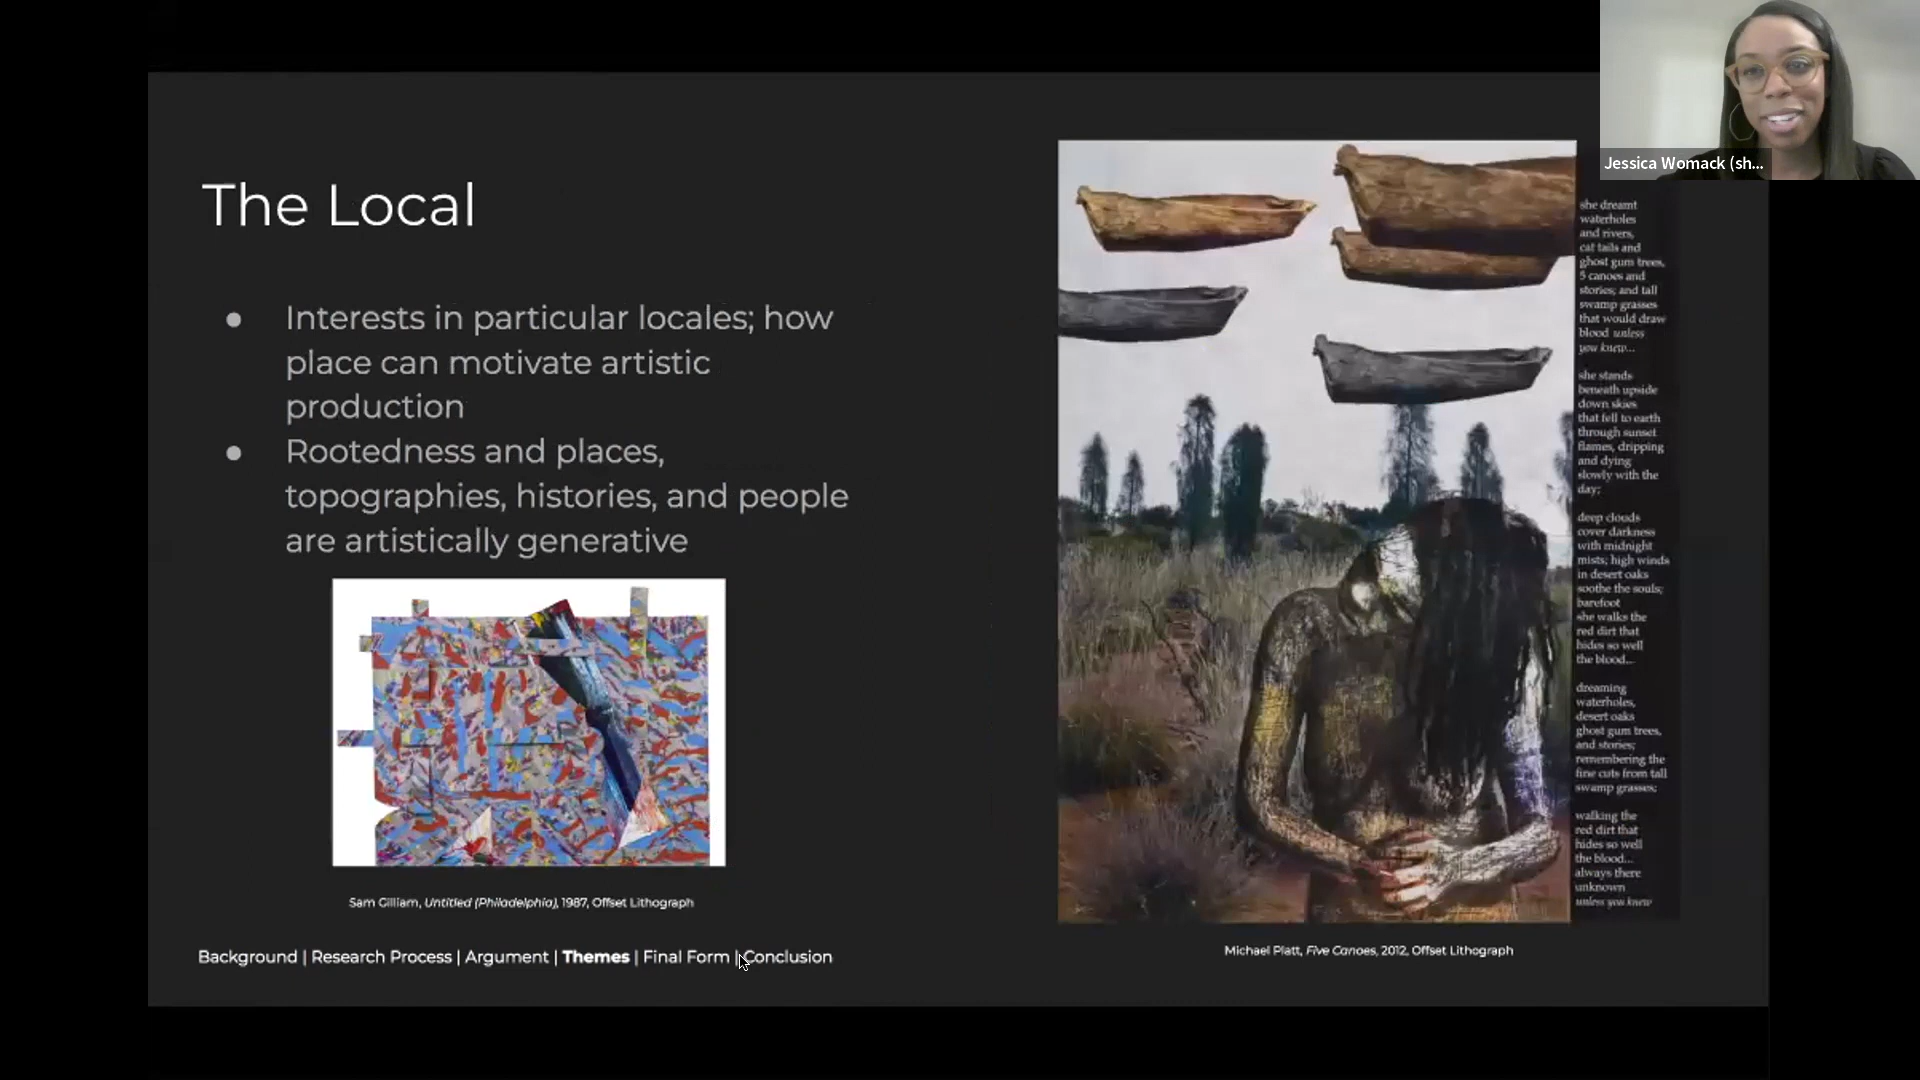 Jessica Womack (sh...
The Local
● Interests in particular locales; how
place can motivate artistic
production
● Rootedness and places,
topographies, histories, and people
are artistically generative
Sam Gilliam, Untitled (Philadelphia), 1987, Offset Lithograph
Background | Research Process | Argument | Themes | Final Form | Conclusion
she dreamt
waterholes
and rivers,
cat tails and
ghost gum trees,
5 canoes and
stories; and tall
swamp grasses
that would draw
blood unless
you knew...
she stands
beneath upside
down skies
that fell to earth
through sunset
flames, dripping
and dying
slowly with the
day;
deep clouds
cover darkness
with midnight
mists; high winds
in desert oaks
soothe the souls;
barefoot
she walks the
red dirt that
hides so well
the blood...
dreaming
waterholes,
desert oaks
ghost gum trees,
and stories;
remembering the
fine cuts from tall
swamp grasses;
walking the
red dirt that
hides so well
the blood...
always there
unknown
unless you knew
Michael Platt, Five Canoes, 2012, Offset Lithograph